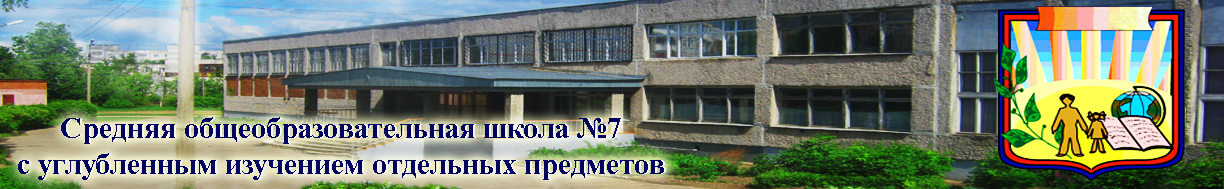 Средняя общеобразовательная школа №7
с углубленным изучением отдельных предметов